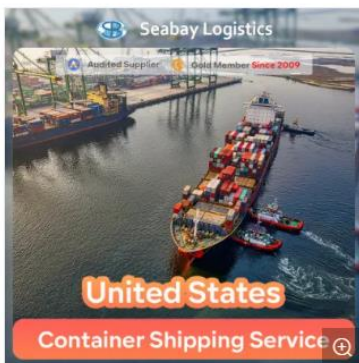 Seabay Logistics
Audited Supplier Gold Member Since 2009
United States
Container Shipping Service